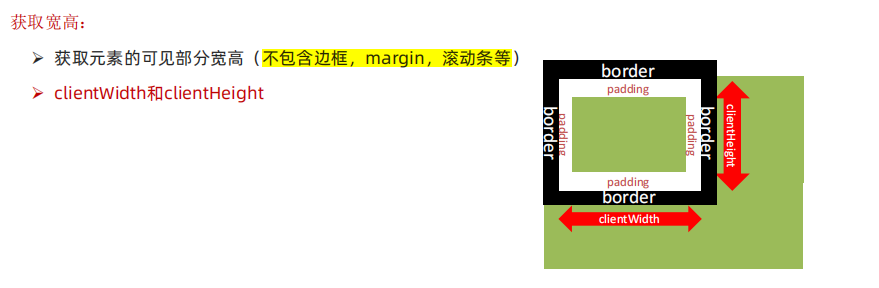 获取宽高：
获取元素的可见部分宽高（不包含边框，margin，滚动条等）
clientWidth和clientHeight
border
padding
border
padding
padding
border
clientHeight
padding
border
clientWidth